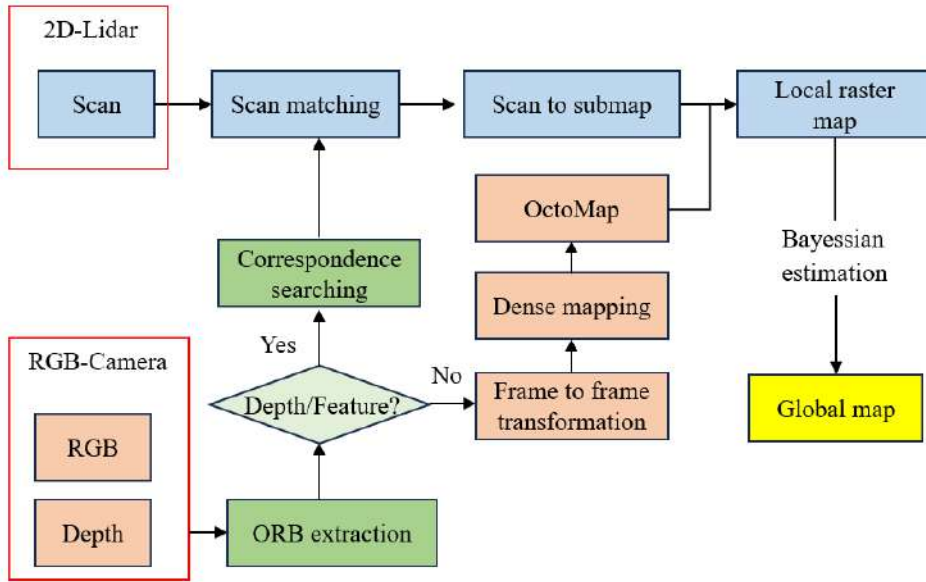 2D-Lidar
Scan
Scan matching
Scan to submap
Local raster
map
OctoMap
Bayessian
estimation
Correspondence
searching
Dense mapping
Yes
RGB-Camera
No
Depth/Feature?
Frame to frame
transformation
Global map
RGB
Depth
ORB extraction